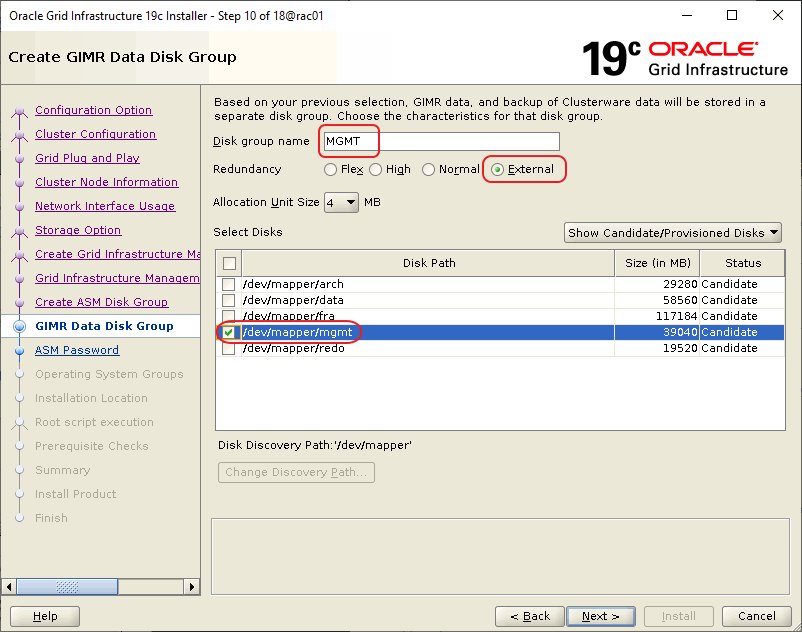 Oracle Grid Infrastructure 19c Installer - Step 10 of 18@rac01
Create GIMR Data Disk Group
19c ORACLE
Grid Infrastructure
Configuration Option
Cluster Configuration
Grid Plug and Play
Cluster Node Information
Network Interface Usage
Storage Option
Create Grid Infrastructure Ma
Grid Infrastructure Managem
Create ASM Disk Group
GIMR Data Disk Group
ASM Password
Operating System Groups
Installation Location
Root script execution
Prerequisite Checks
Summary
Install Product
Finish
Based on your previous selection, GIMR data, and backup of Clusterware data will be stored in a
separate disk group. Choose the characteristics for that disk group.
Disk group name MGMT
Redundancy Flex High Normal External
Allocation Unit Size 4 MB
Select Disks Show Candidate/Provisioned Disks
Disk Path Size (in MB) Status
/dev/mapper/arch 29280 Candidate
/dev/mapper/data 58560 Candidate
/dev/mapper/fra 117184 Candidate
/dev/mapper/mgmt 39040 Candidate
/dev/mapper/redo 19520 Candidate
Disk Discovery Path:'/dev/mapper'
Change Discovery Path...
Help < Back Next > Install Cancel